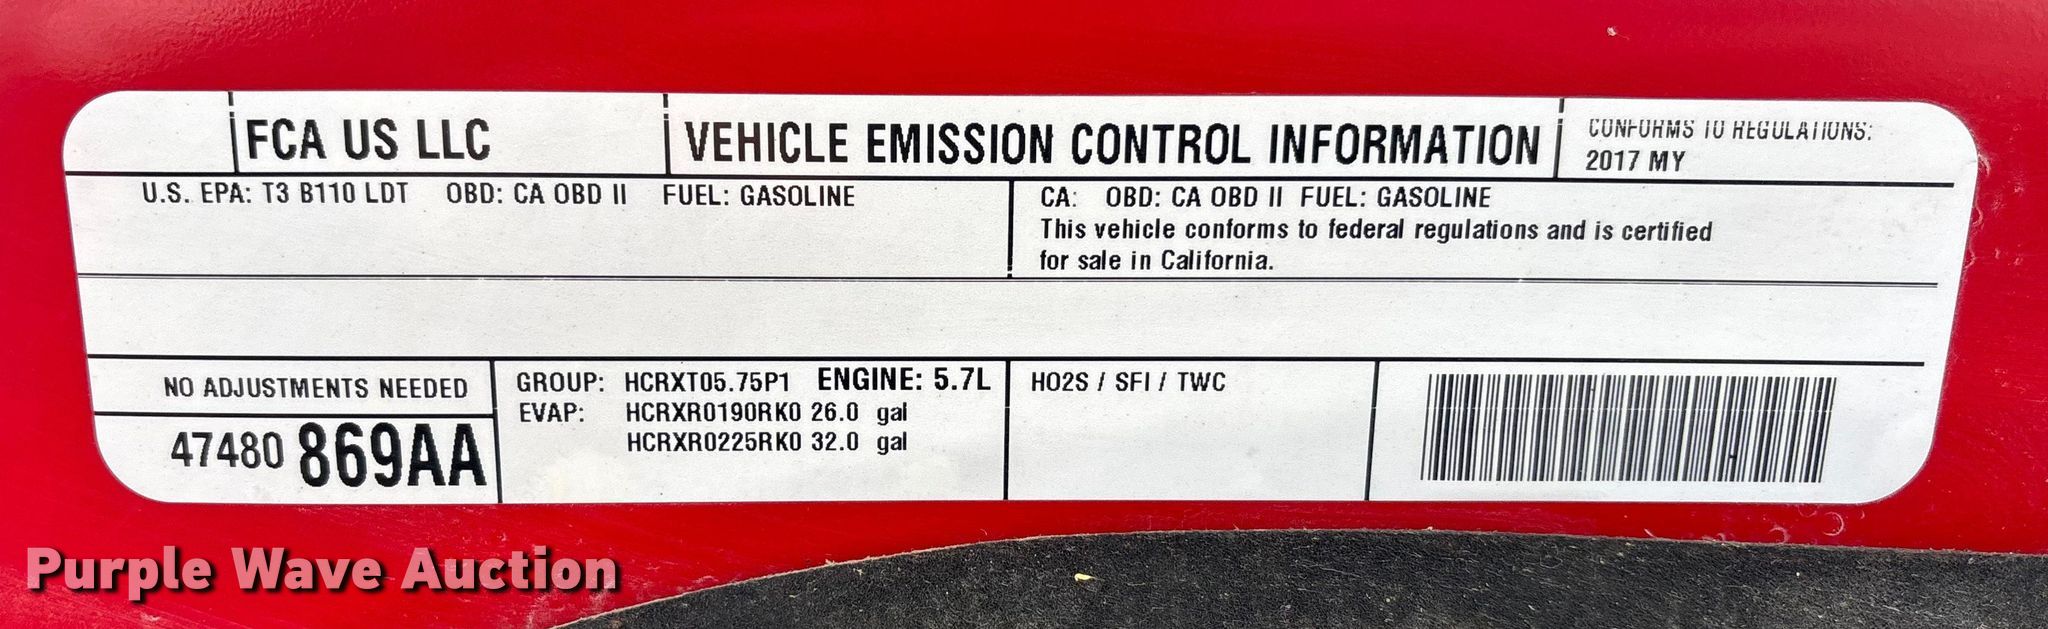 FCA US LLC
VEHICLE EMISSION CONTROL INFORMATION
CONFORMS TO REGULATIONS:
2017 MY
U.S. EPA: T3 B110 LDT OBD: CA OBD II FUEL: GASOLINE
CA: OBD: CA OBD II FUEL: GASOLINE
This vehicle conforms to federal regulations and is certified
for sale in California.
NO ADJUSTMENTS NEEDED
47480 869AA
GROUP: HCRXT05.75P1 ENGINE: 5.7L
EVAP: HCRXR0190RK0 26.0 gal
HCRXR0225RK0 32.0 gal
HO2S / SFI / TWC
Purple Wave Auction